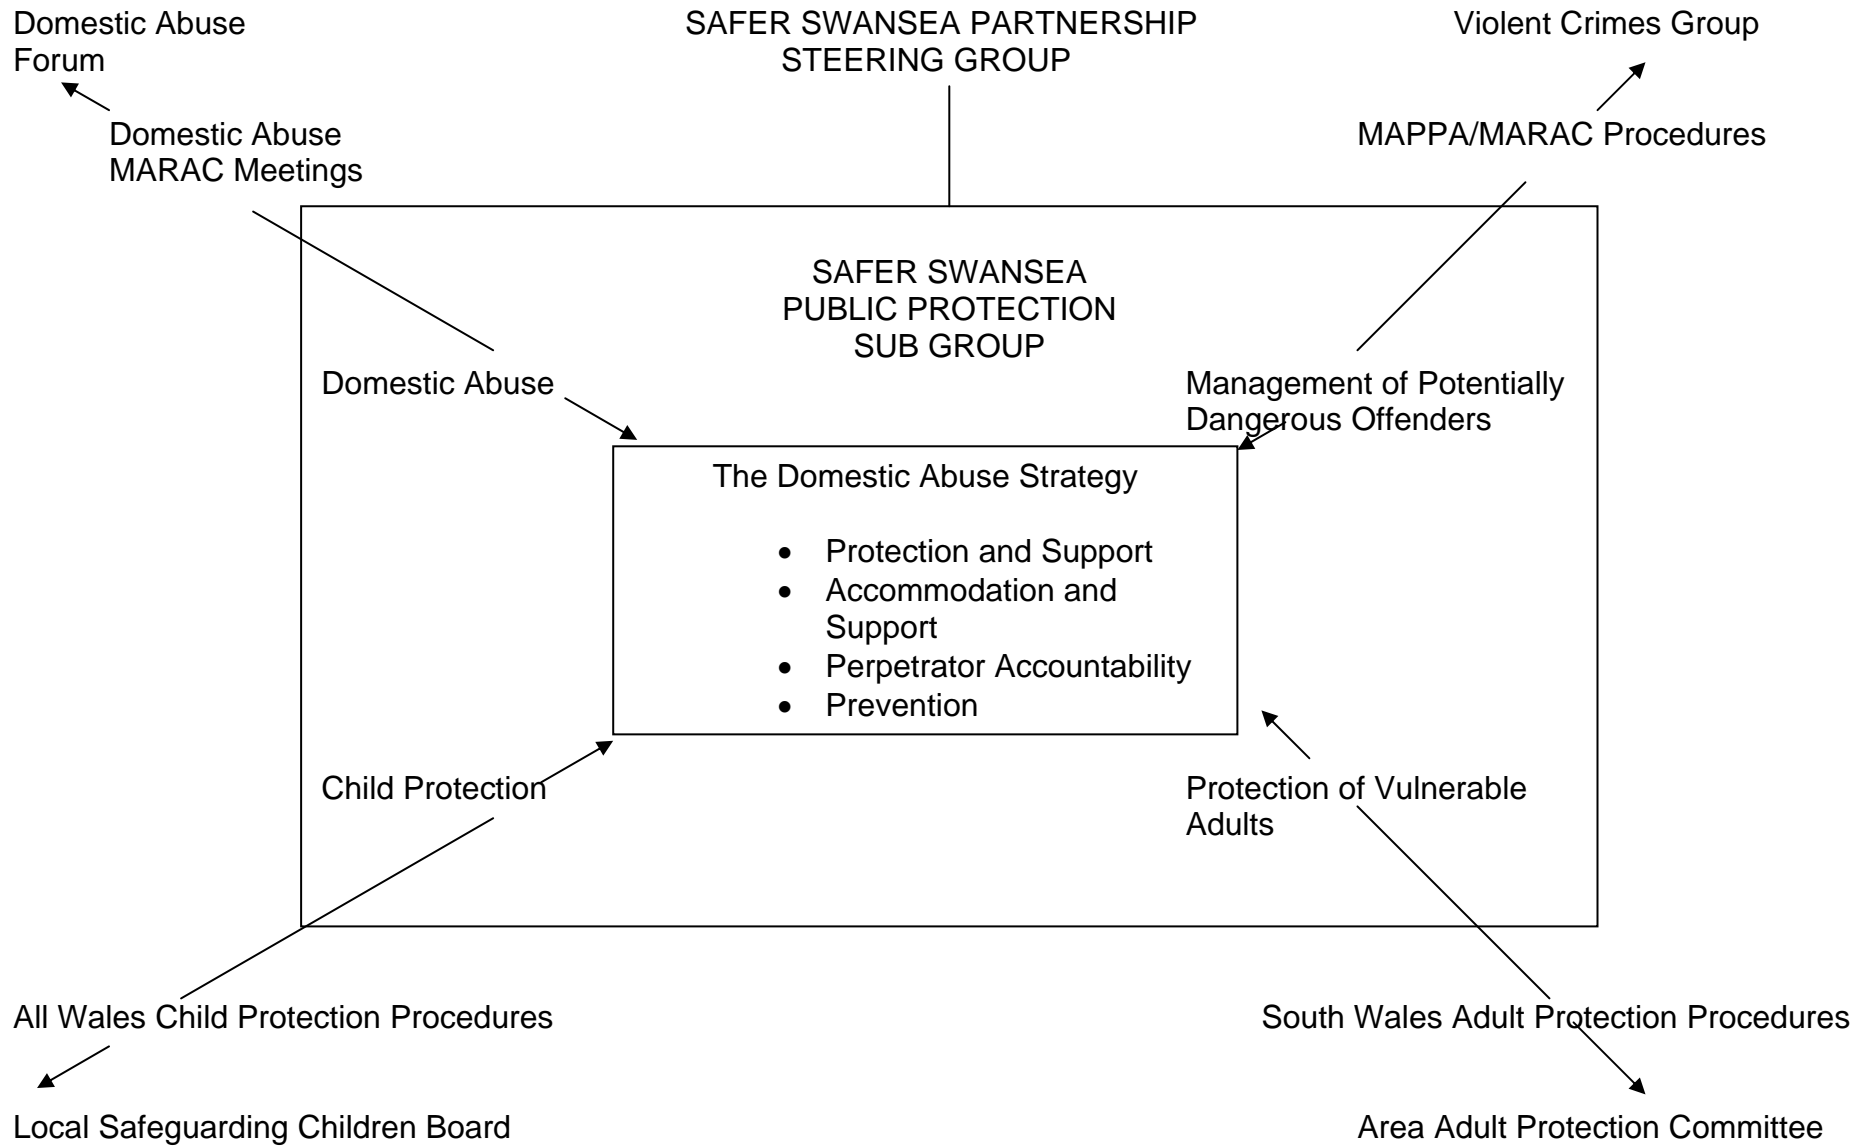 Domestic Abuse
Forum
SAFER SWANSEA PARTNERSHIP
STEERING GROUP
Violent Crimes Group
Domestic Abuse
MARAC Meetings
MAPPA/MARAC Procedures
SAFER SWANSEA
PUBLIC PROTECTION
SUB GROUP
Domestic Abuse
Management of Potentially
Dangerous Offenders
The Domestic Abuse Strategy
• Protection and Support
• Accommodation and
Support
• Perpetrator Accountability
• Prevention
Child Protection
Protection of Vulnerable
Adults
All Wales Child Protection Procedures
South Wales Adult Protection Procedures
Local Safeguarding Children Board
Area Adult Protection Committee